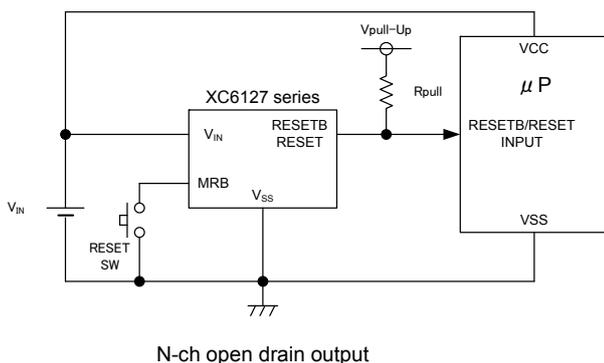 Vpull-Up
VCC
μP
XC6127 series
Rpull
VIN
RESETB
RESET
RESETB/RESET
INPUT
MRB
VSS
VIN
RESET
SW
VSS
N-ch open drain output